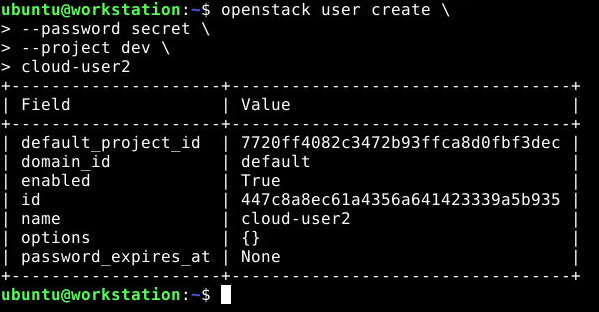 ubuntu@workstation:~$ openstack user create \
> --password secret \
> --project dev \
> cloud-user2
+---------------------+----------------------------------+
| Field               | Value                            |
+---------------------+----------------------------------+
| default_project_id  | 7720ff4082c3472b93ffca8d0fbf3dec |
| domain_id           | default                          |
| enabled             | True                             |
| id                  | 447c8a8ec61a4356a641423339a5b935 |
| name                | cloud-user2                      |
| options             | {}                               |
| password_expires_at | None                             |
+---------------------+----------------------------------+
ubuntu@workstation:~$